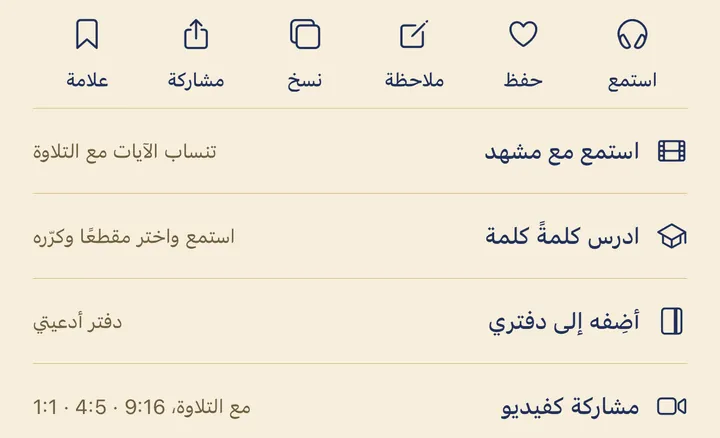 استمع حفظ ملاحظة نسخ مشاركة علامة
استمع مع مشهد تنساب الآيات مع التلاوة
ادرس كلمةً كلمة استمع واختر مقطعًا وكرّره
أضِفه إلى دفتري دفتر أدعيتي
مشاركة كفيديو مع التلاوة، 9:16 · 4:5 · 1:1